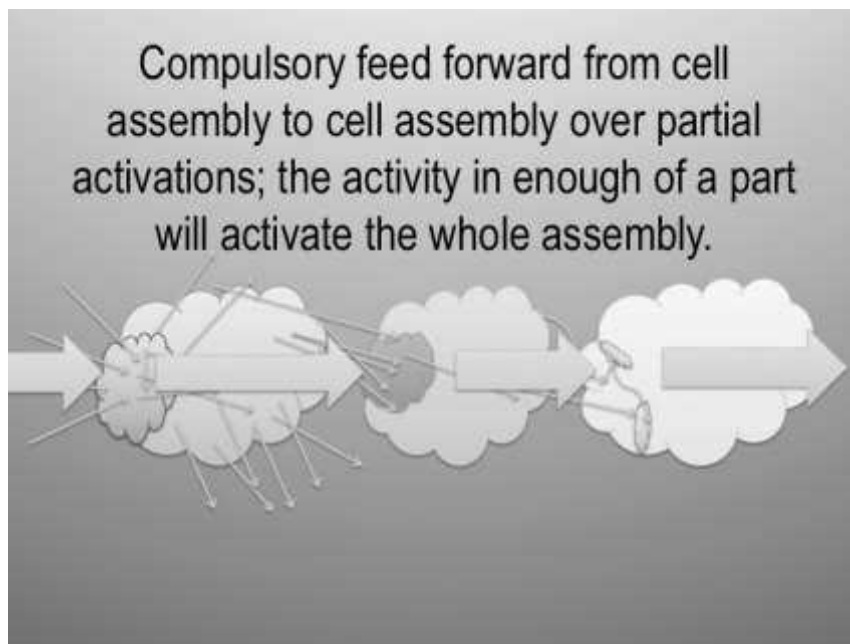 Compulsory feed forward from cell
assembly to cell assembly over partial
activations; the activity in enough of a part
will activate the whole assembly.